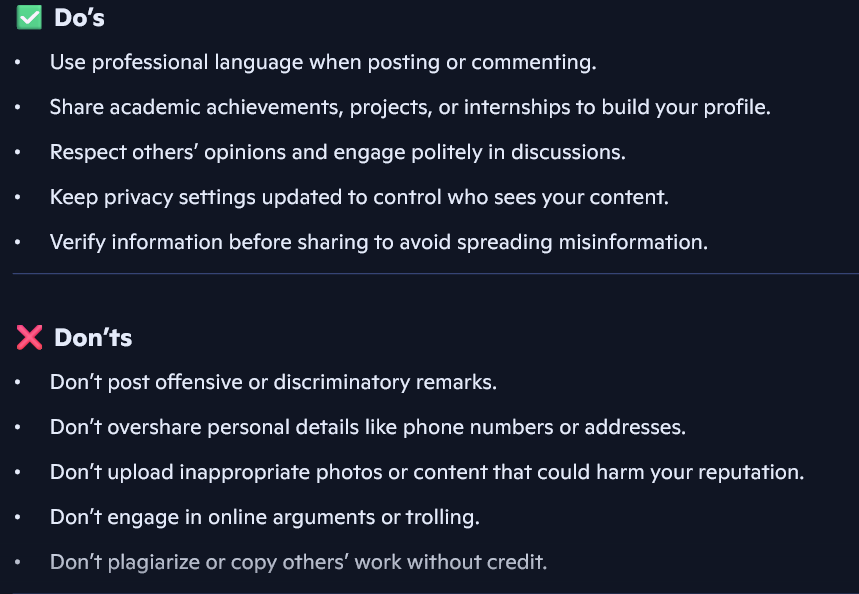 ✅ Do’s
• Use professional language when posting or commenting.
• Share academic achievements, projects, or internships to build your profile.
• Respect others’ opinions and engage politely in discussions.
• Keep privacy settings updated to control who sees your content.
• Verify information before sharing to avoid spreading misinformation.
❌ Don’ts
• Don’t post offensive or discriminatory remarks.
• Don’t overshare personal details like phone numbers or addresses.
• Don’t upload inappropriate photos or content that could harm your reputation.
• Don’t engage in online arguments or trolling.
• Don’t plagiarize or copy others’ work without credit.